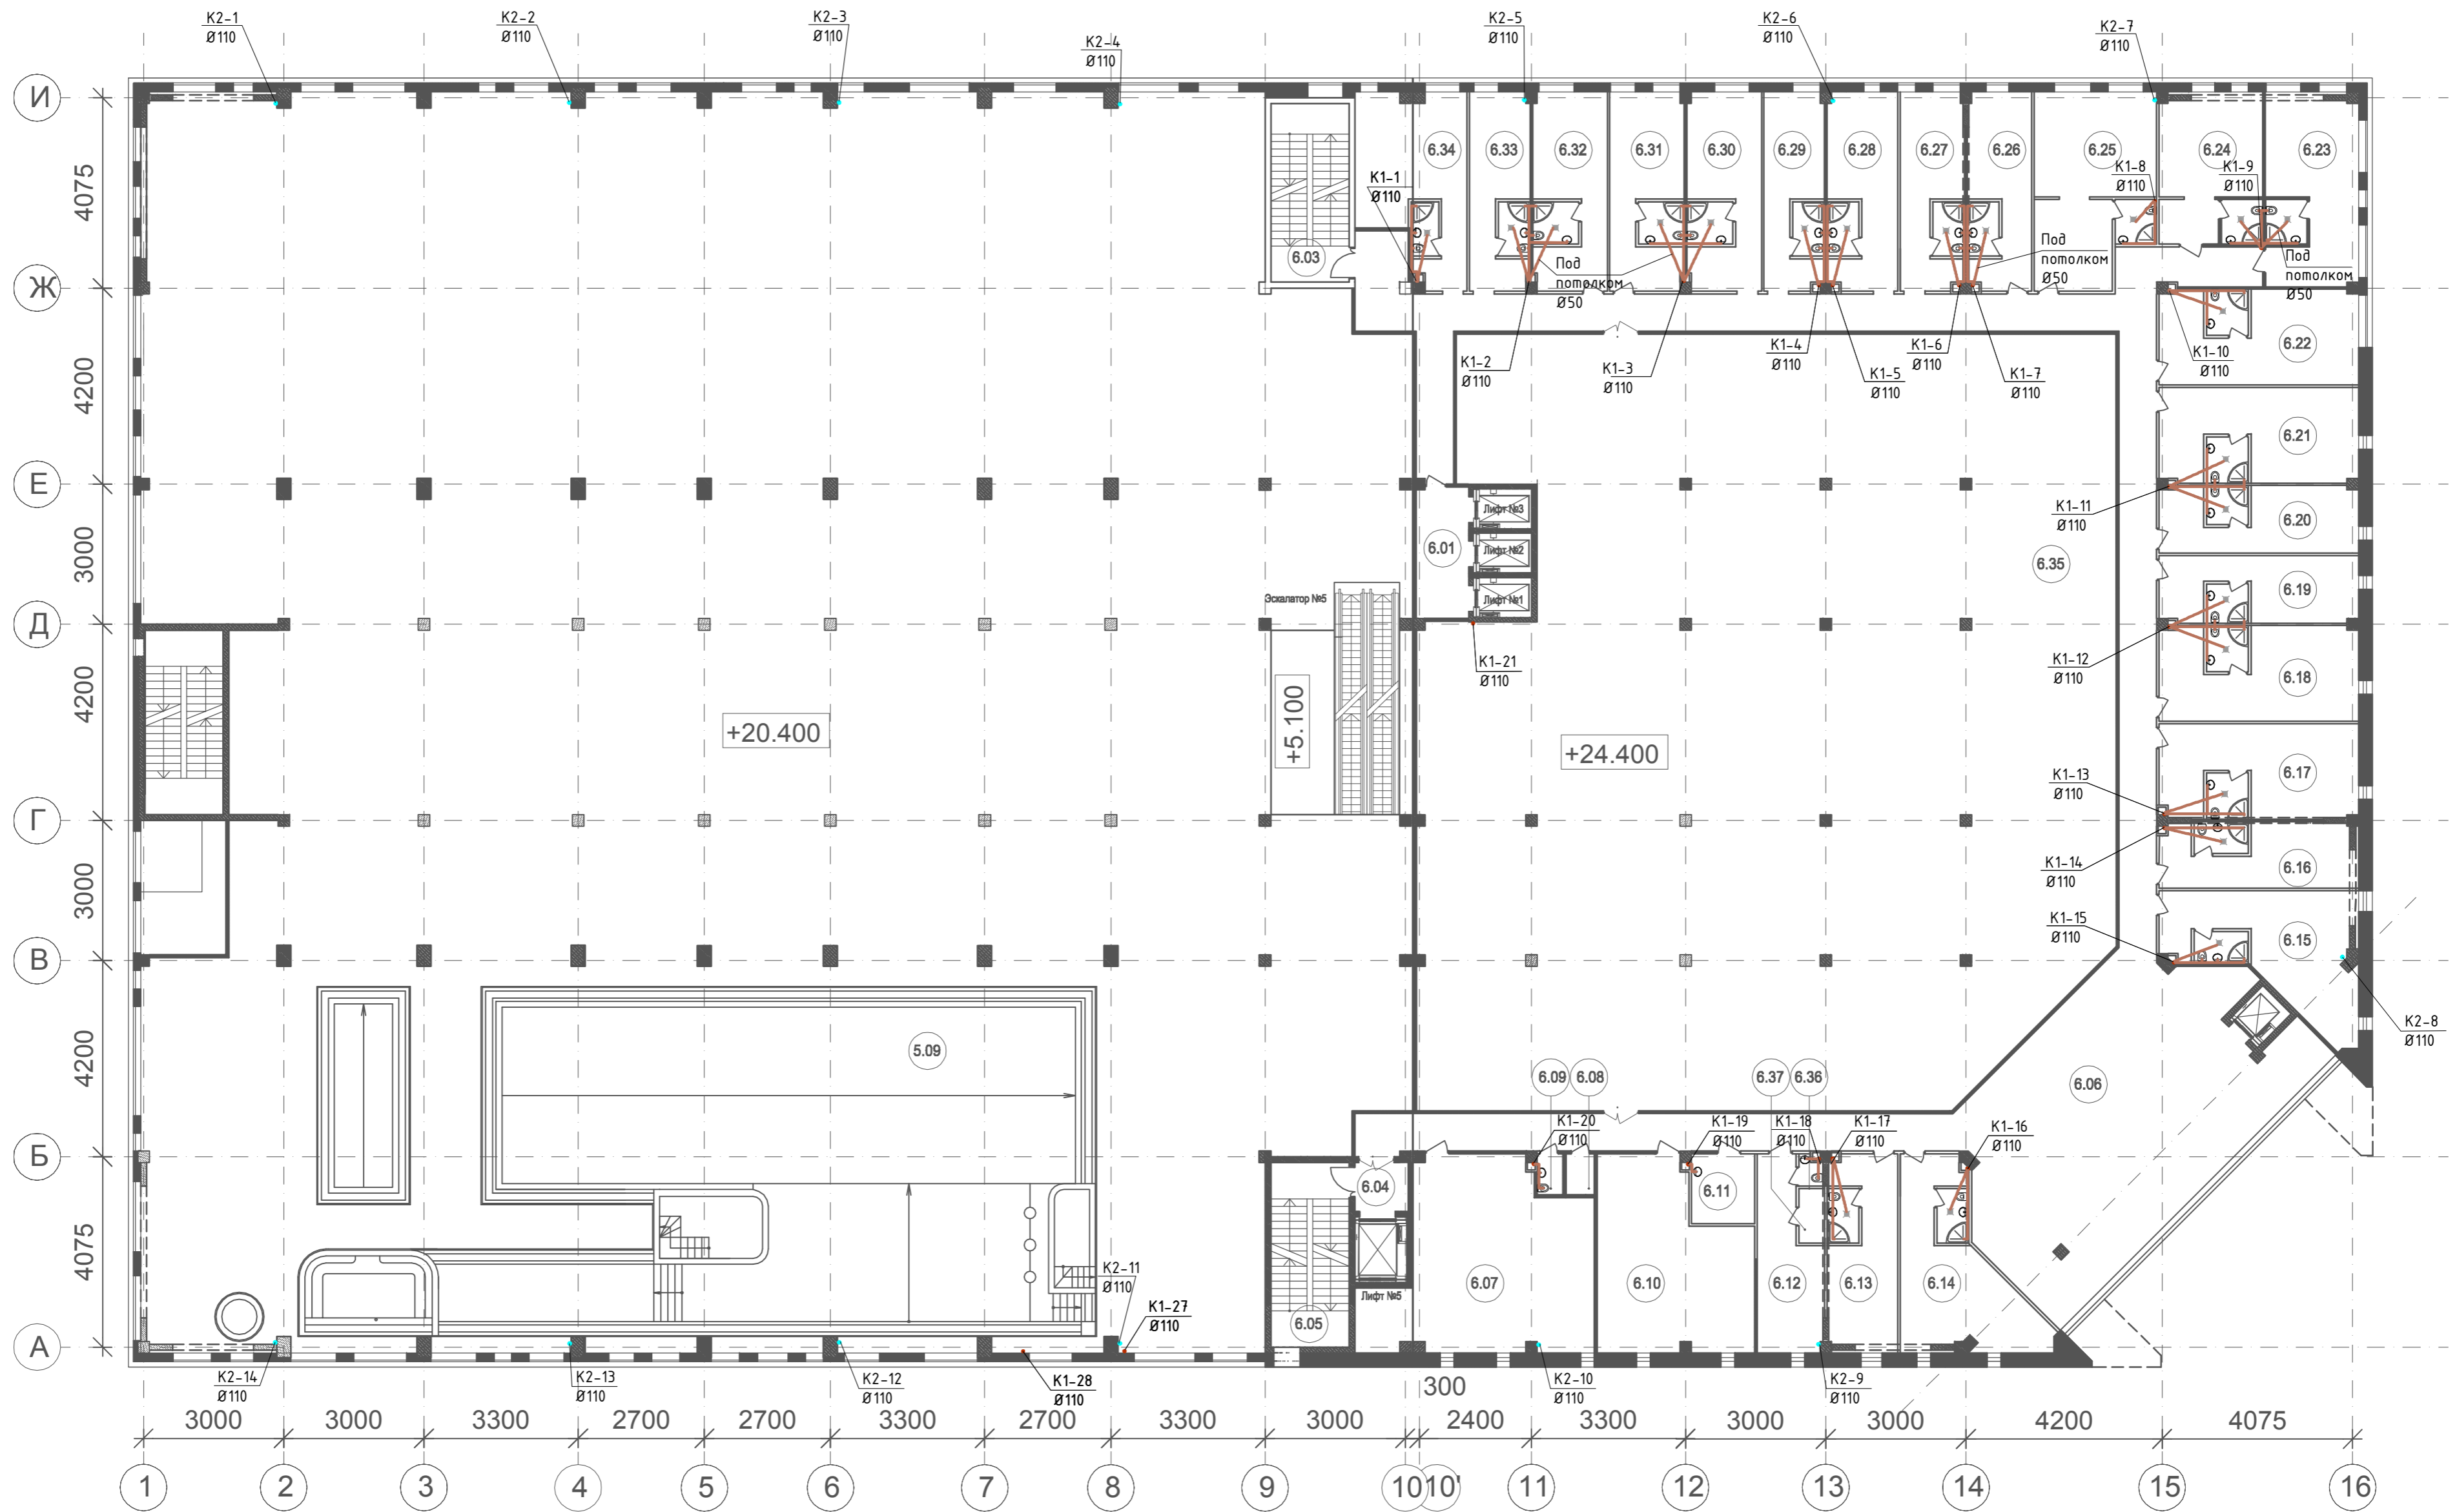 К2-1
Ø110
К2-2
Ø110
К2-3
Ø110
К2-4
Ø110
К2-5
Ø110
К2-6
Ø110
К2-7
Ø110
И
4075
6.34
6.33
6.32
6.31
6.30
6.29
6.28
6.27
6.26
6.25
6.24
6.23
К1-1
Ø110
К1-8
Ø110
К1-9
Ø110
6.03
Под
потолком
Ø50
Под
потолком
Ø50
Под
потолком
Ø50
Ж
4200
К1-2
Ø110
К1-3
Ø110
К1-4
Ø110
К1-5
Ø110
К1-6
Ø110
К1-7
Ø110
К1-10
Ø110
6.22
6.21
Е
3000
Лифт №3
Лифт №2
Лифт №1
6.01
К1-11
Ø110
6.20
6.35
6.19
Эскалатор №5
Д
4200
К1-21
Ø110
К1-12
Ø110
6.18
+20.400
+5.100
+24.400
6.17
К1-13
Ø110
Г
3000
К1-14
Ø110
6.16
К1-15
Ø110
6.15
В
4200
5.09
К2-8
Ø110
6.09
6.08
6.37
6.36
6.06
Б
4075
К1-20
Ø110
К1-19
Ø110
К1-18
Ø110
К1-17
Ø110
К1-16
Ø110
6.04
6.11
6.07
6.10
6.12
6.13
6.14
К2-11
Ø110
Лифт №5
К1-27
Ø110
6.05
А
К2-14
Ø110
К2-13
Ø110
К2-12
Ø110
К1-28
Ø110
К2-10
Ø110
К2-9
Ø110
300
3000
3000
3300
2700
2700
3300
2700
3300
3000
2400
3300
3000
3000
4200
4075
1
2
3
4
5
6
7
8
9
10
10'
11
12
13
14
15
16